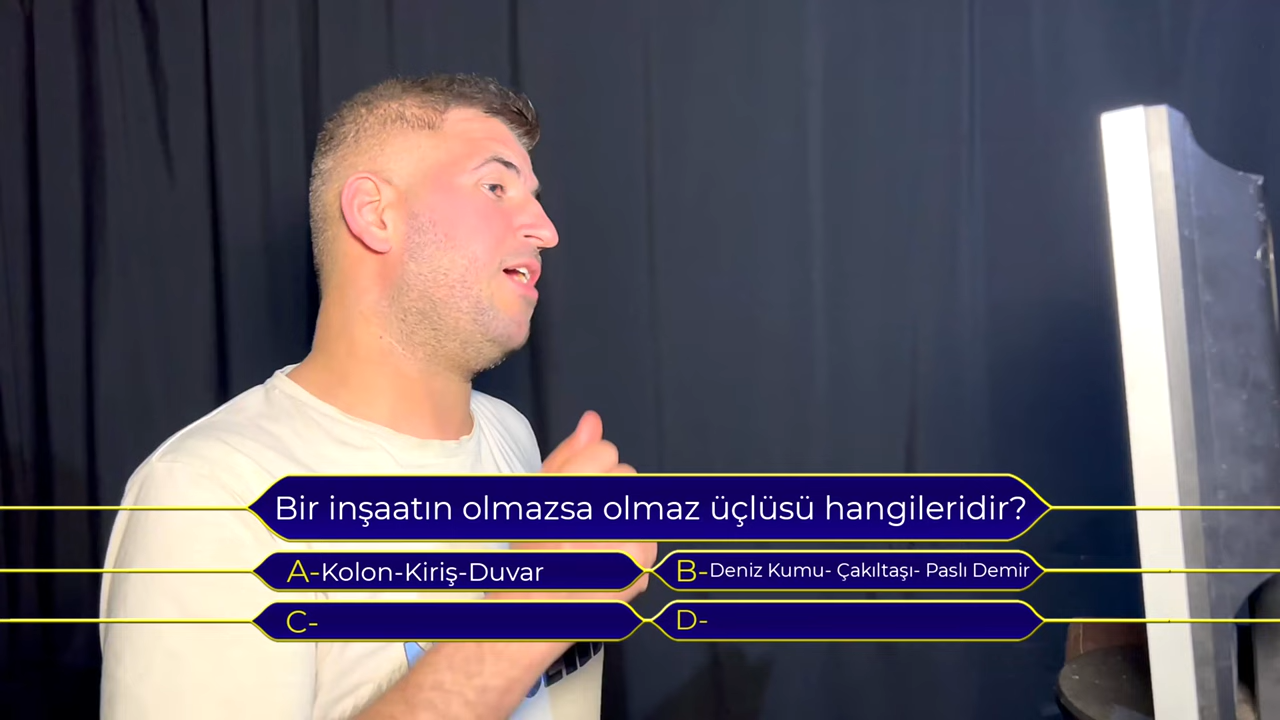 Bir inşaatın olmazsa olmaz üçlüsü hangileridir?
A-Kolon-Kiriş-Duvar
B-Deniz Kumu- Çakıltaşı- Paslı Demir
C-
D-